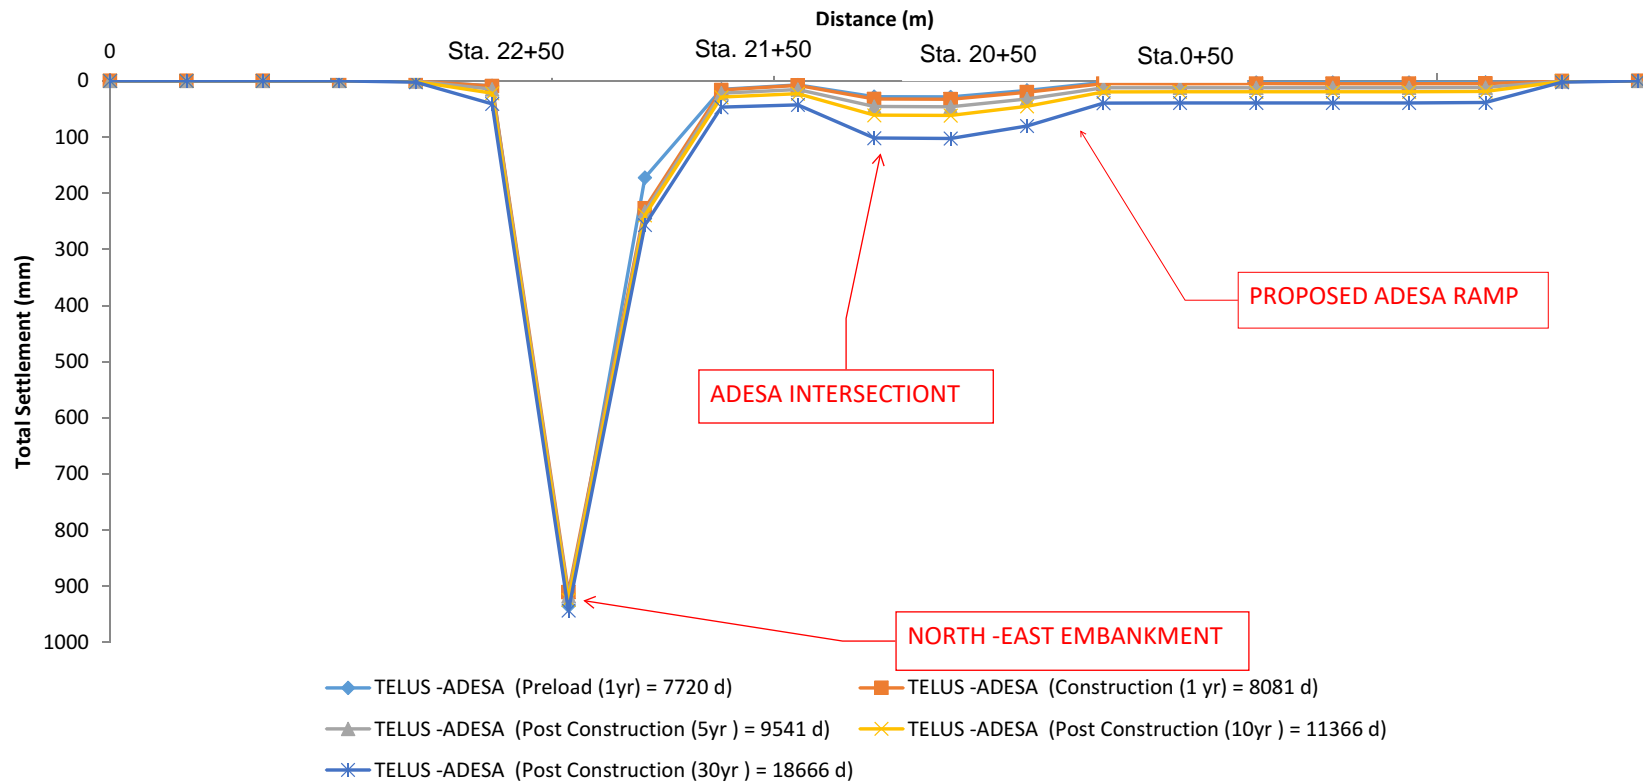 Distance (m)
0
Sta. 22+50
Sta. 21+50
Sta. 20+50
Sta.0+50
0
100
200
300
400
500
600
700
800
900
1000
Total Settlement (mm)
PROPOSED ADESA RAMP
ADESA INTERSECTIONT
NORTH -EAST EMBANKMENT
TELUS -ADESA  (Preload (1yr) = 7720 d)
TELUS -ADESA  (Construction (1 yr) = 8081 d)
TELUS -ADESA  (Post Construction (5yr ) = 9541 d)
TELUS -ADESA  (Post Construction (10yr ) = 11366 d)
TELUS -ADESA  (Post Construction (30yr ) = 18666 d)